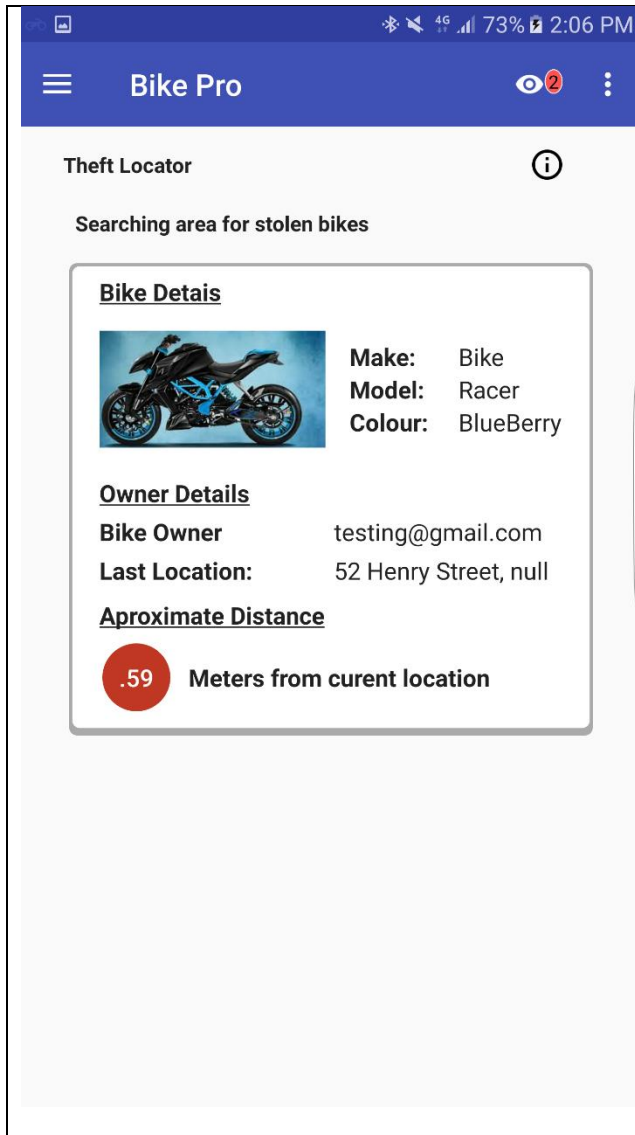 4G 73% 2:06 PM
Bike Pro 2
Theft Locator
Searching area for stolen bikes
Bike Detais
Make: Bike
Model: Racer
Colour: BlueBerry
Owner Details
Bike Owner testing@gmail.com
Last Location: 52 Henry Street, null
Aproximate Distance
.59 Meters from curent location